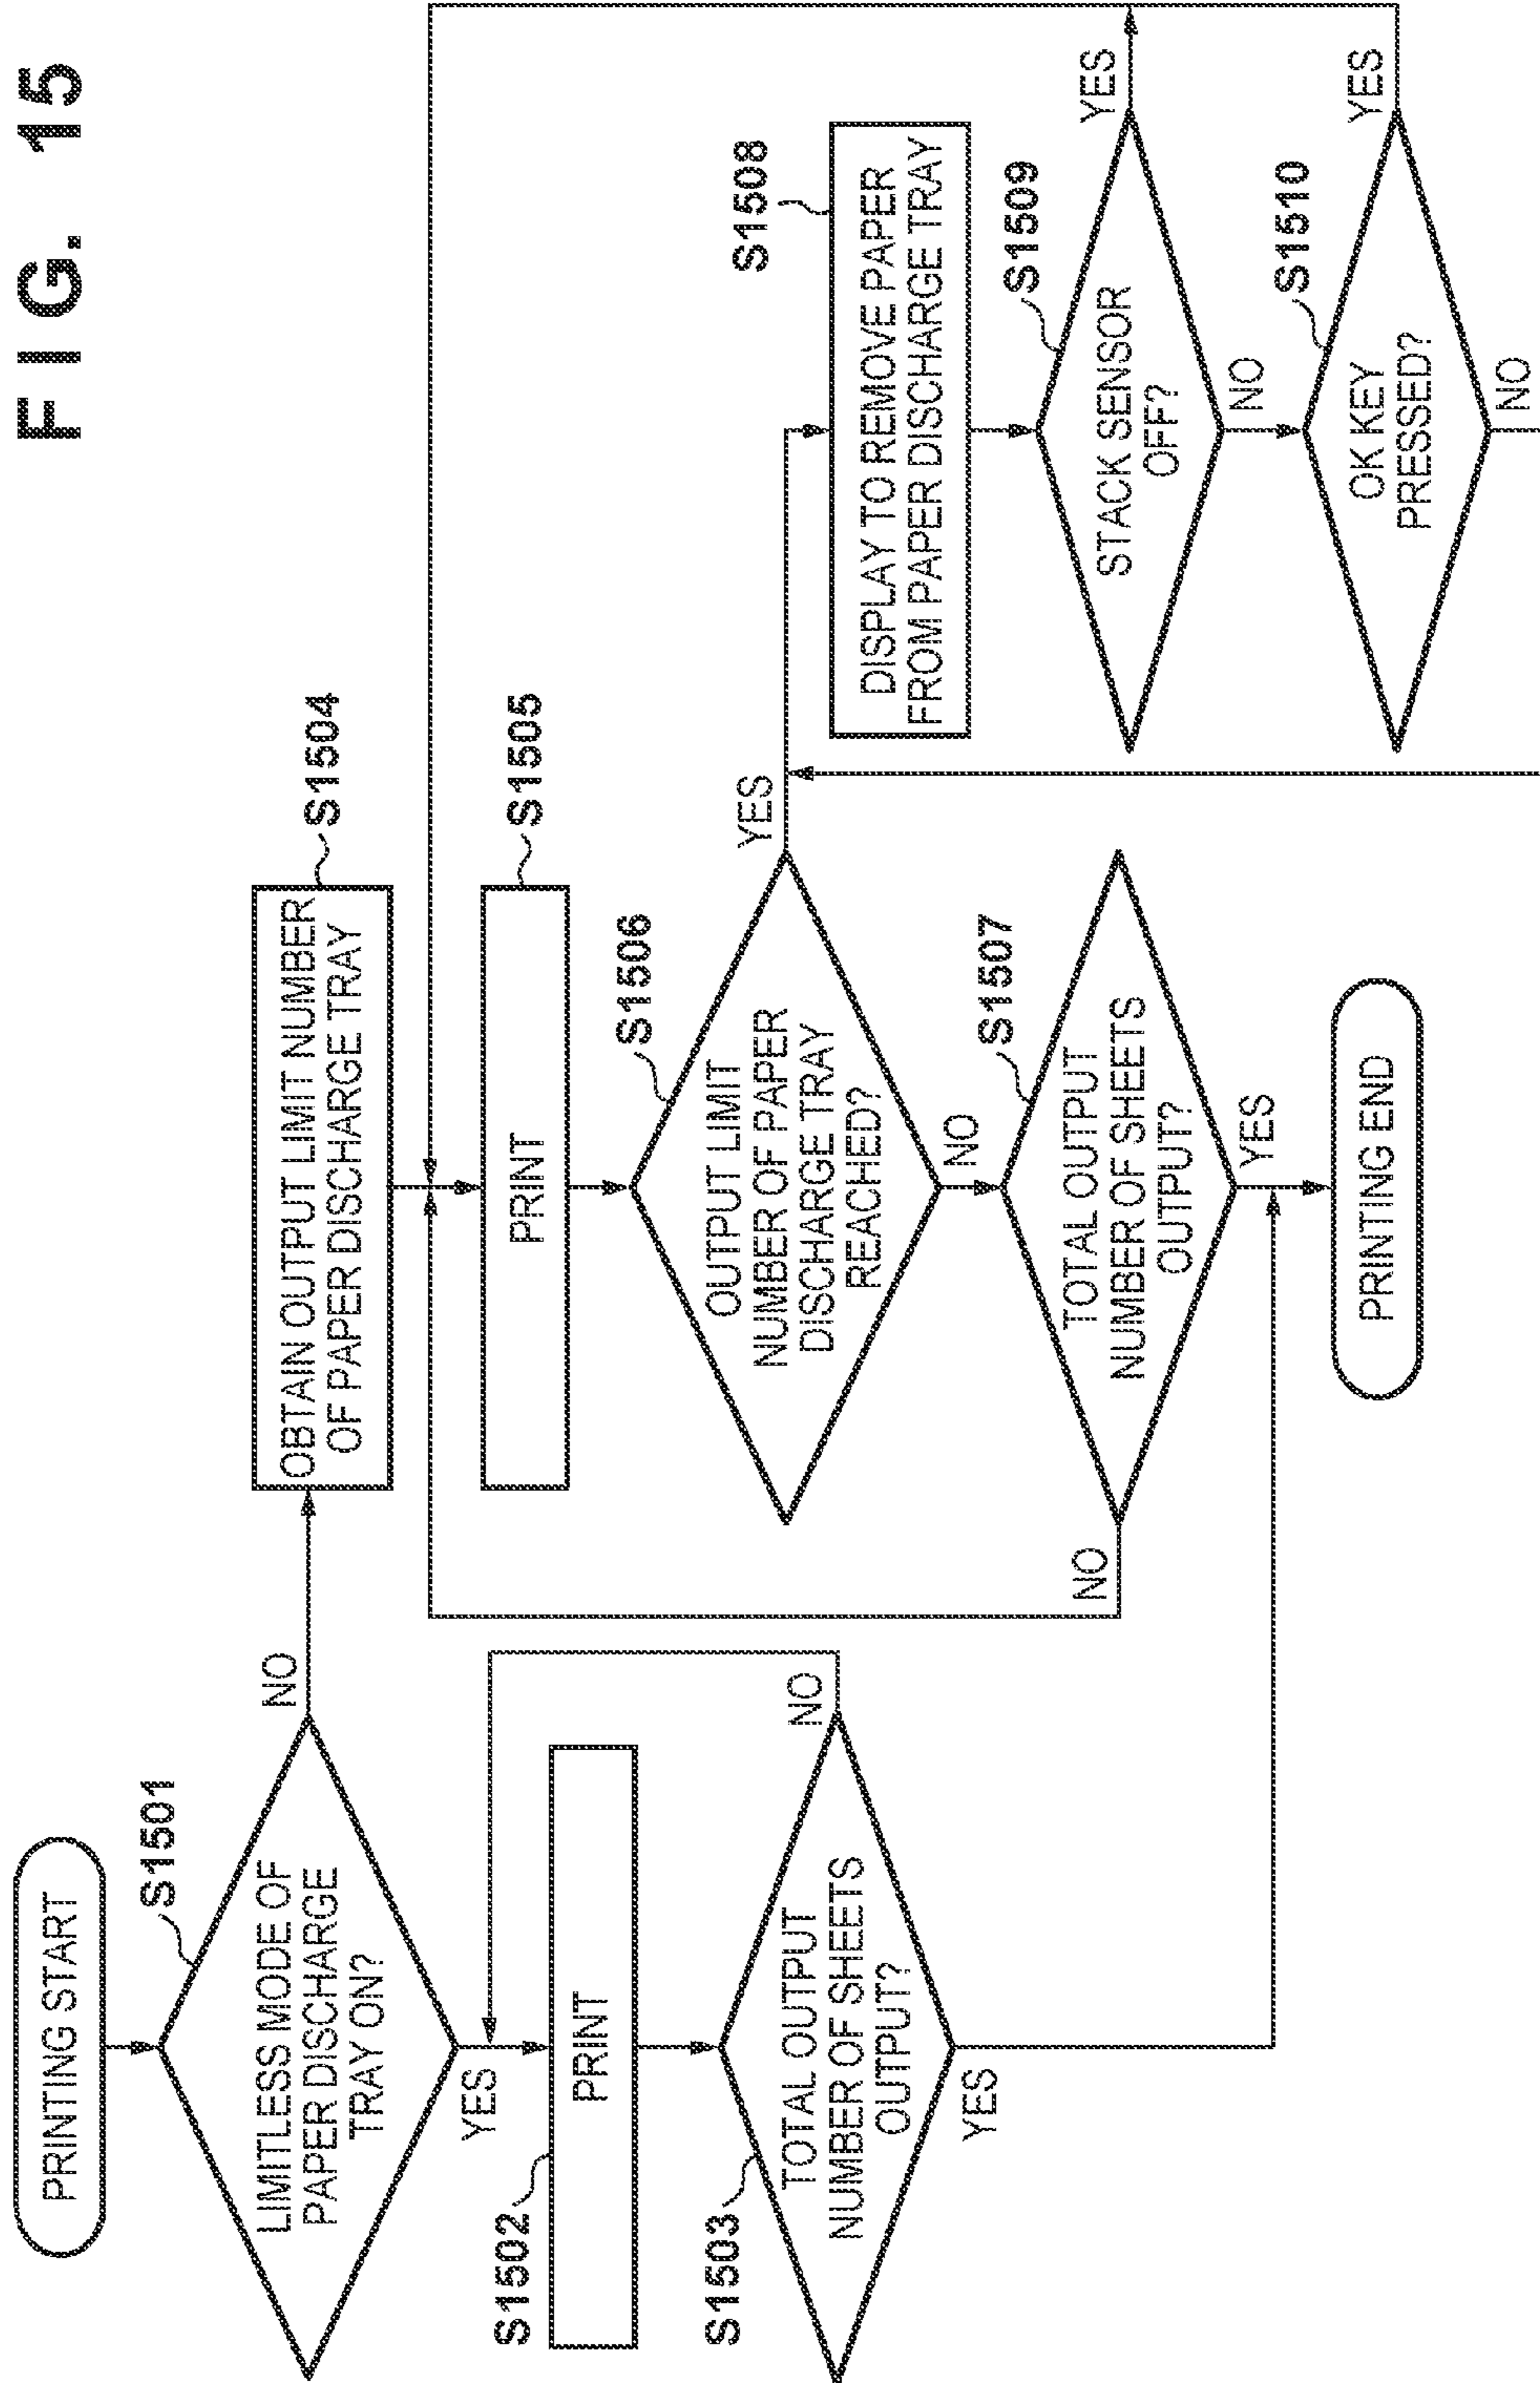 FIG. 15
PRINTING START
S1501
LIMITLESS MODE OF
PAPER DISCHARGE
TRAY ON?
NO
YES
S1502
PRINT
S1503
TOTAL OUTPUT
NUMBER OF SHEETS
OUTPUT?
NO
YES
S1504
OBTAIN OUTPUT LIMIT NUMBER
OF PAPER DISCHARGE TRAY
S1505
PRINT
S1506
OUTPUT LIMIT
NUMBER OF PAPER
DISCHARGE TRAY
REACHED?
YES
NO
S1507
TOTAL OUTPUT
NUMBER OF SHEETS
OUTPUT?
NO
YES
PRINTING END
S1508
DISPLAY TO REMOVE PAPER
FROM PAPER DISCHARGE TRAY
S1509
STACK SENSOR
OFF?
YES
NO
S1510
OK KEY
PRESSED?
YES
NO